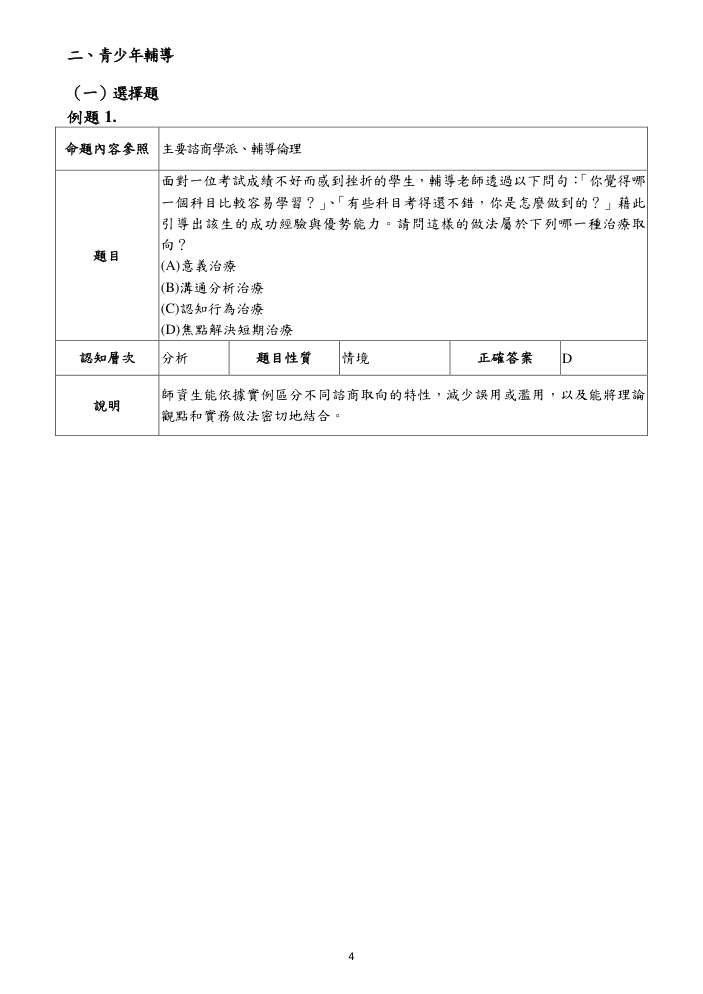 二、青少年輔導
（一）選擇題
例題 1.
命題內容參照 主要諮商學派、輔導倫理
題目
面對一位考試成績不好而感到挫折的學生，輔導老師透過以下問句：「你覺得哪
一個科目比較容易學習？」、「有些科目考得還不錯，你是怎麼做到的？」藉此
引導出該生的成功經驗與優勢能力。請問這樣的做法屬於下列哪一種治療取
向？
(A)意義治療
(B)溝通分析治療
(C)認知行為治療
(D)焦點解決短期治療
認知層次 分析 題目性質 情境 正確答案 D
說明
師資生能依據實例區分不同諮商取向的特性，減少誤用或濫用，以及能將理論
觀點和實務做法密切地結合。
4